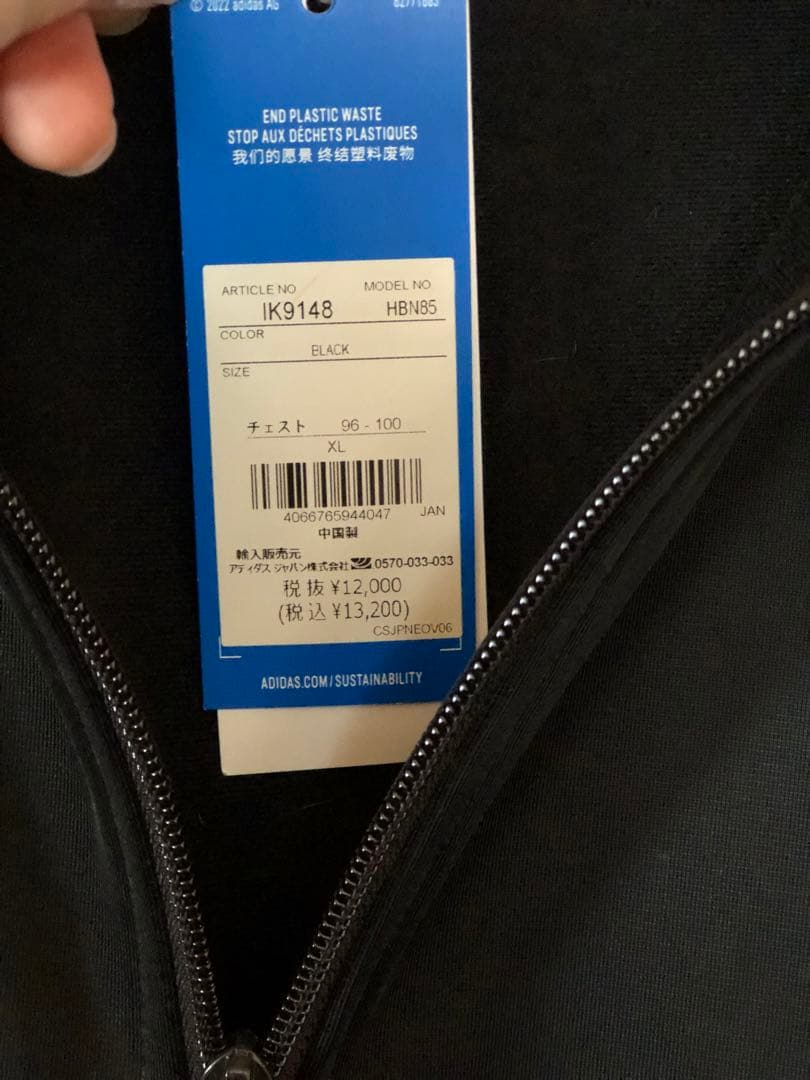 © 2022 adidas AG
END PLASTIC WASTE
STOP AUX DÉCHETS PLASTIQUES
我们的愿景 终结塑料废物
ARTICLE NO MODEL NO
IK9148 HBN85
COLOR
BLACK
SIZE
チェスト 96 - 100
XL
4066765944047 JAN
中国製
輸入販売元
アディダス ジャパン株式会社 0570-033-033
税抜 ¥12,000
(税込 ¥13,200)
CSJPNEOV06
ADIDAS.COM/SUSTAINABILITY